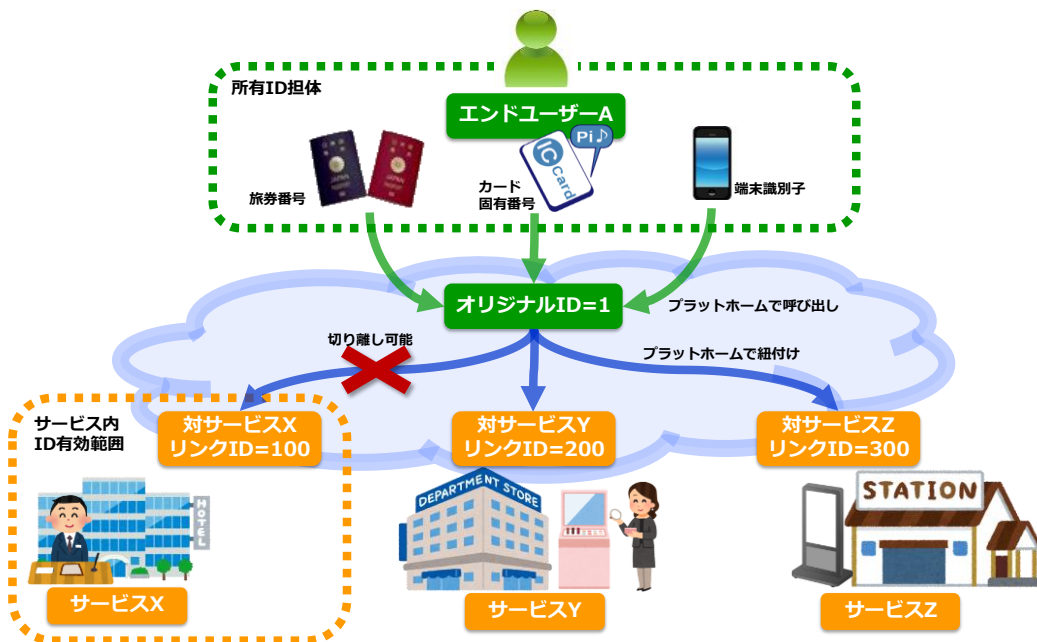 所有ID担体
エンドユーザーA
Pi♪
IC
Card
JAPAN
JAPAN
旅券番号
カード
固有番号
端末識別子
オリジナルID=1
プラットホームで呼び出し
切り離し可能
プラットホームで紐付け
サービス内
ID有効範囲
対サービスX
リンクID=100
対サービスY
リンクID=200
対サービスZ
リンクID=300
HOTEL
DEPARTMENT STORE
STATION
サービスX
サービスY
サービスZ